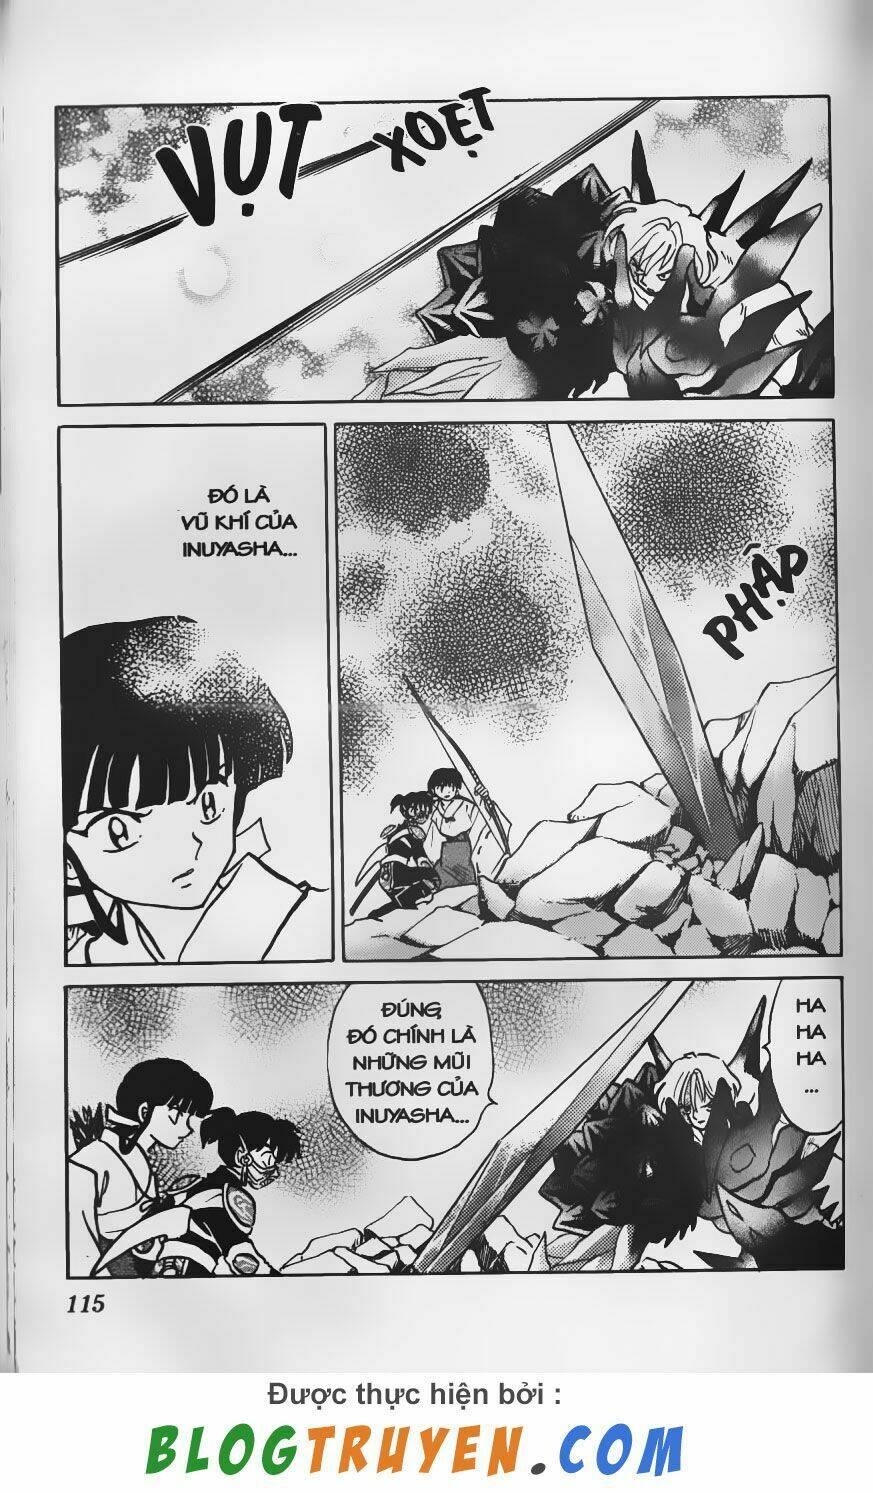 VỤT
XOẸT
ĐÓ LÀ
VŨ KHÍ CỦA
INUYASHA...
PHẬP
ĐÚNG,
ĐÓ CHÍNH LÀ
NHỮNG MŨI
THƯƠNG CỦA
INUYASHA...
HA
HA
HA
...
115
Được thực hiện bởi :
BLOGTRUYEN.COM